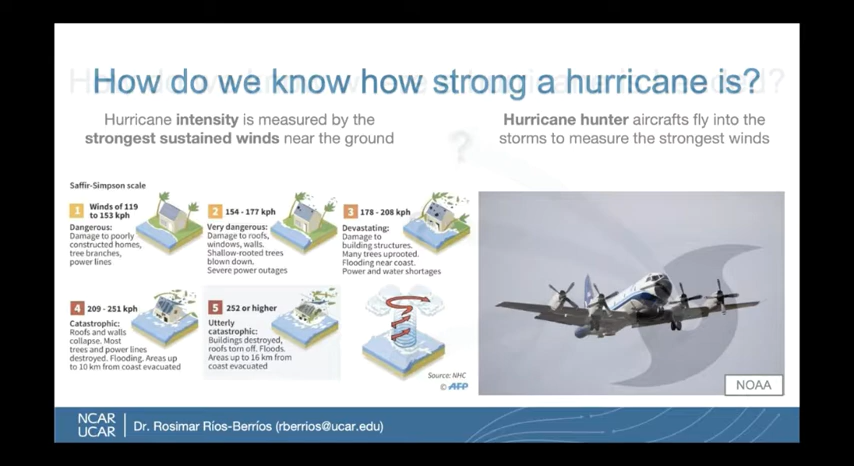 How do we know how strong a hurricane is?
Hurricane intensity is measured by the
strongest sustained winds near the ground
Hurricane hunter aircrafts fly into the
storms to measure the strongest winds
?
Saffir-Simpson scale
1 Winds of 119
to 153 kph
Dangerous:
Damage to poorly
constructed homes,
tree branches,
power lines
2 154 - 177 kph
Very dangerous:
Damage to roofs,
windows, walls.
Shallow-rooted trees
blown down.
Severe power outages
3 178 - 208 kph
Devastating:
Damage to
building structures.
Many trees uprooted.
Flooding near coast.
Power and water shortages
4 209 - 251 kph
Catastrophic:
Roofs and walls
collapse. Most
trees and power lines
destroyed. Flooding. Areas up
to 10 km from coast evacuated
5 252 or higher
Utterly
catastrophic:
Buildings destroyed,
roofs torn off. Floods.
Areas up to 16 km from
coast evacuated
Source: NHC
© AFP
NOAA
NCAR
UCAR
Dr. Rosimar Ríos-Berríos (rberrios@ucar.edu)